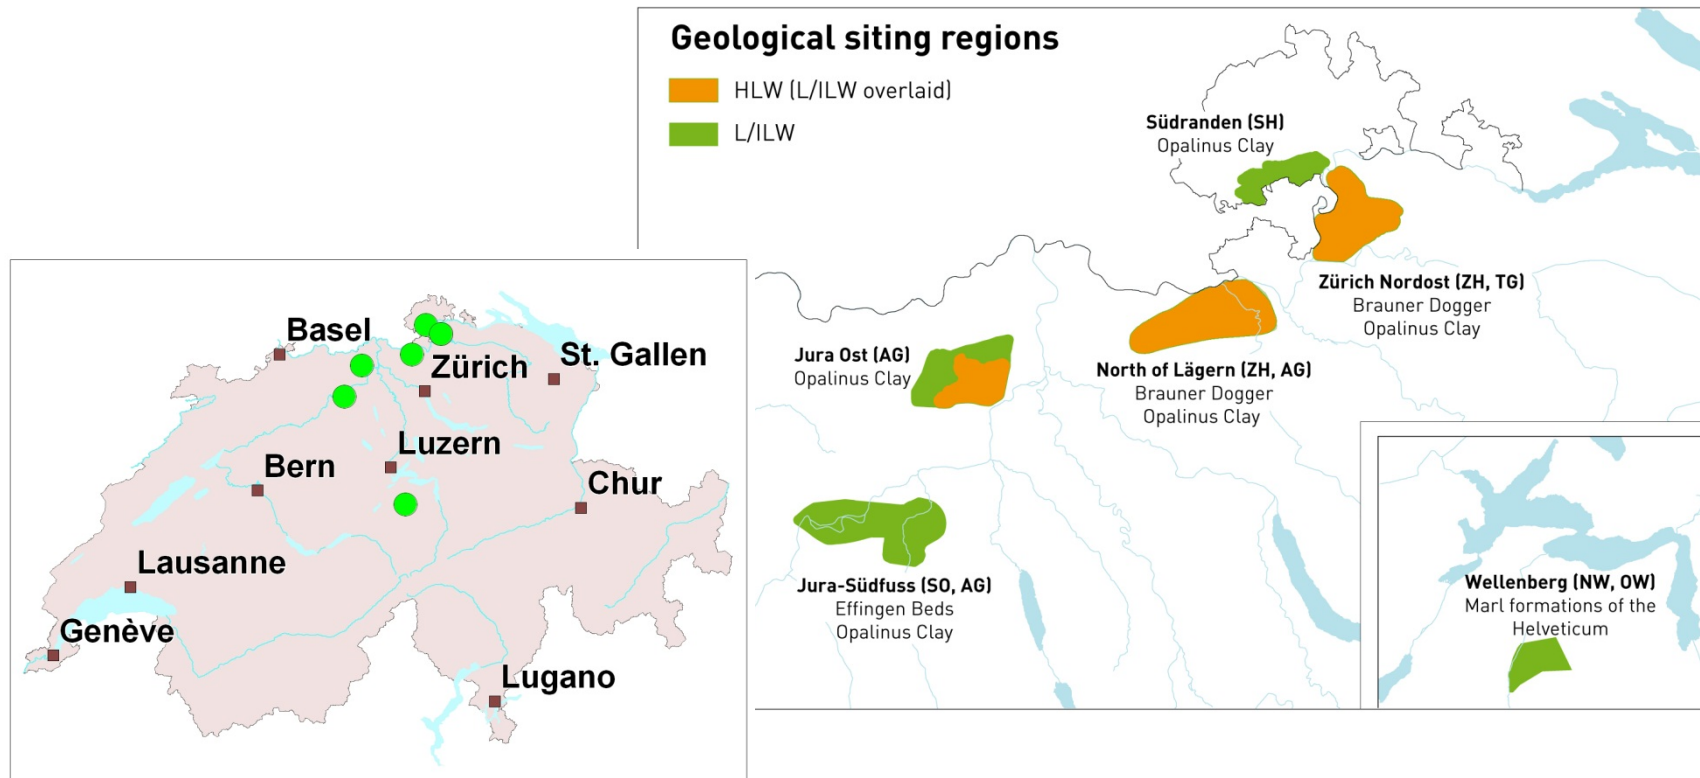 Geological siting regions
HLW (L/ILW overlaid)
L/ILW
Südranden (SH)
Opalinus Clay
Zürich Nordost (ZH, TG)
Brauner Dogger
Opalinus Clay
Jura Ost (AG)
Opalinus Clay
North of Lägern (ZH, AG)
Brauner Dogger
Opalinus Clay
Jura-Südfuss (SO, AG)
Effingen Beds
Opalinus Clay
Wellenberg (NW, OW)
Marl formations of the
Helveticum
Basel
Zürich
St. Gallen
Luzern
Bern
Chur
Lausanne
Genève
Lugano